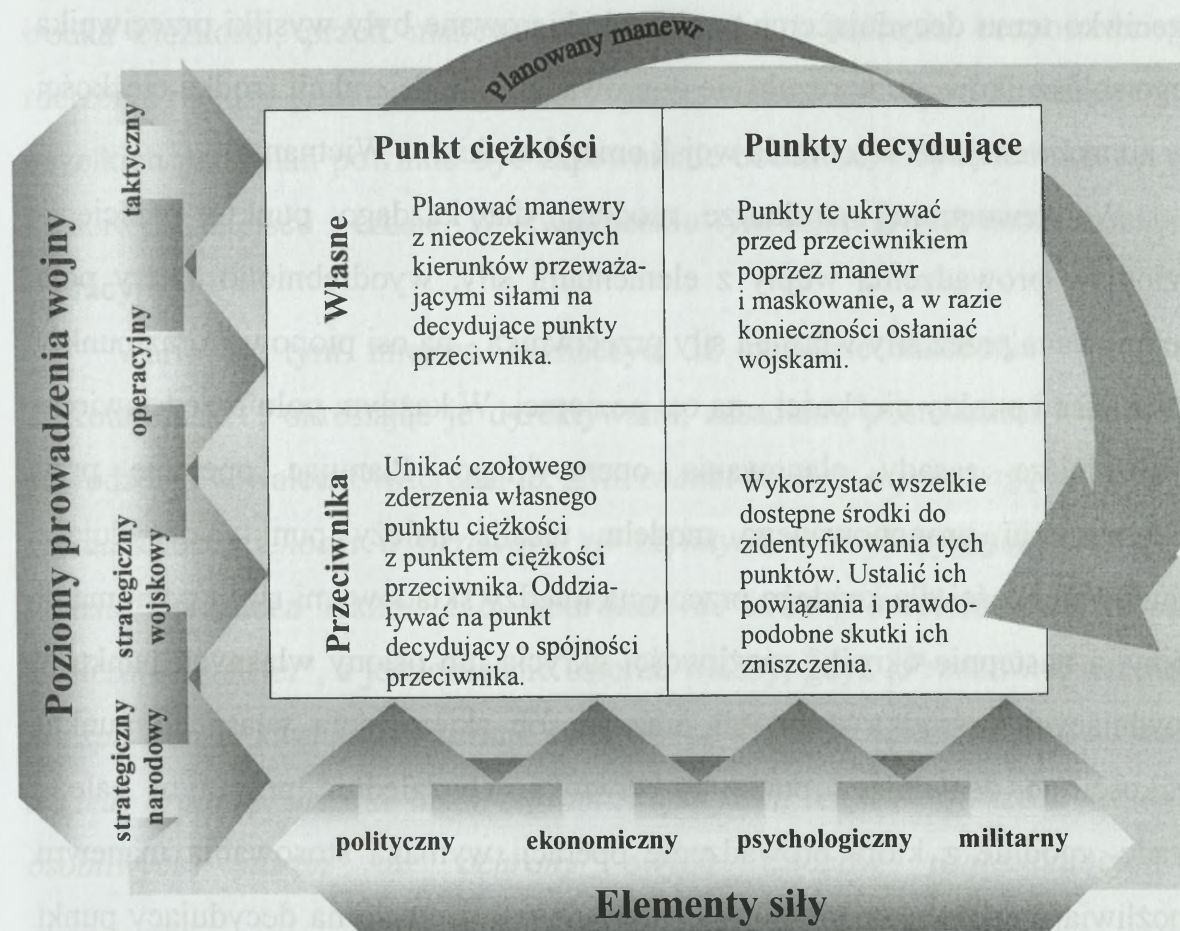 Planowany manewr
Poziomy prowadzenia wojny
taktyczny
operacyjny
strategiczny
wojskowy
strategiczny
narodowy
Punkt ciężkości
Punkty decydujące
Własne
Planować manewry
z nieoczekiwanych
kierunków przeważa-
jącymi siłami na
decydujące punkty
przeciwnika.
Punkty te ukrywać
przed przeciwnikiem
poprzez manewr
i maskowanie, a w razie
konieczności osłaniać
wojskami.
Przeciwnika
Unikać czołowego
zderzenia własnego
punktu ciężkości
z punktem ciężkości
przeciwnika. Oddzia-
ływać na punkt
decydujący o spójności
przeciwnika.
Wykorzystać wszelkie
dostępne środki do
zidentyfikowania tych
punktów. Ustalić ich
powiązania i prawdo-
podobne skutki ich
zniszczenia.
polityczny
ekonomiczny
psychologiczny
militarny
Elementy siły